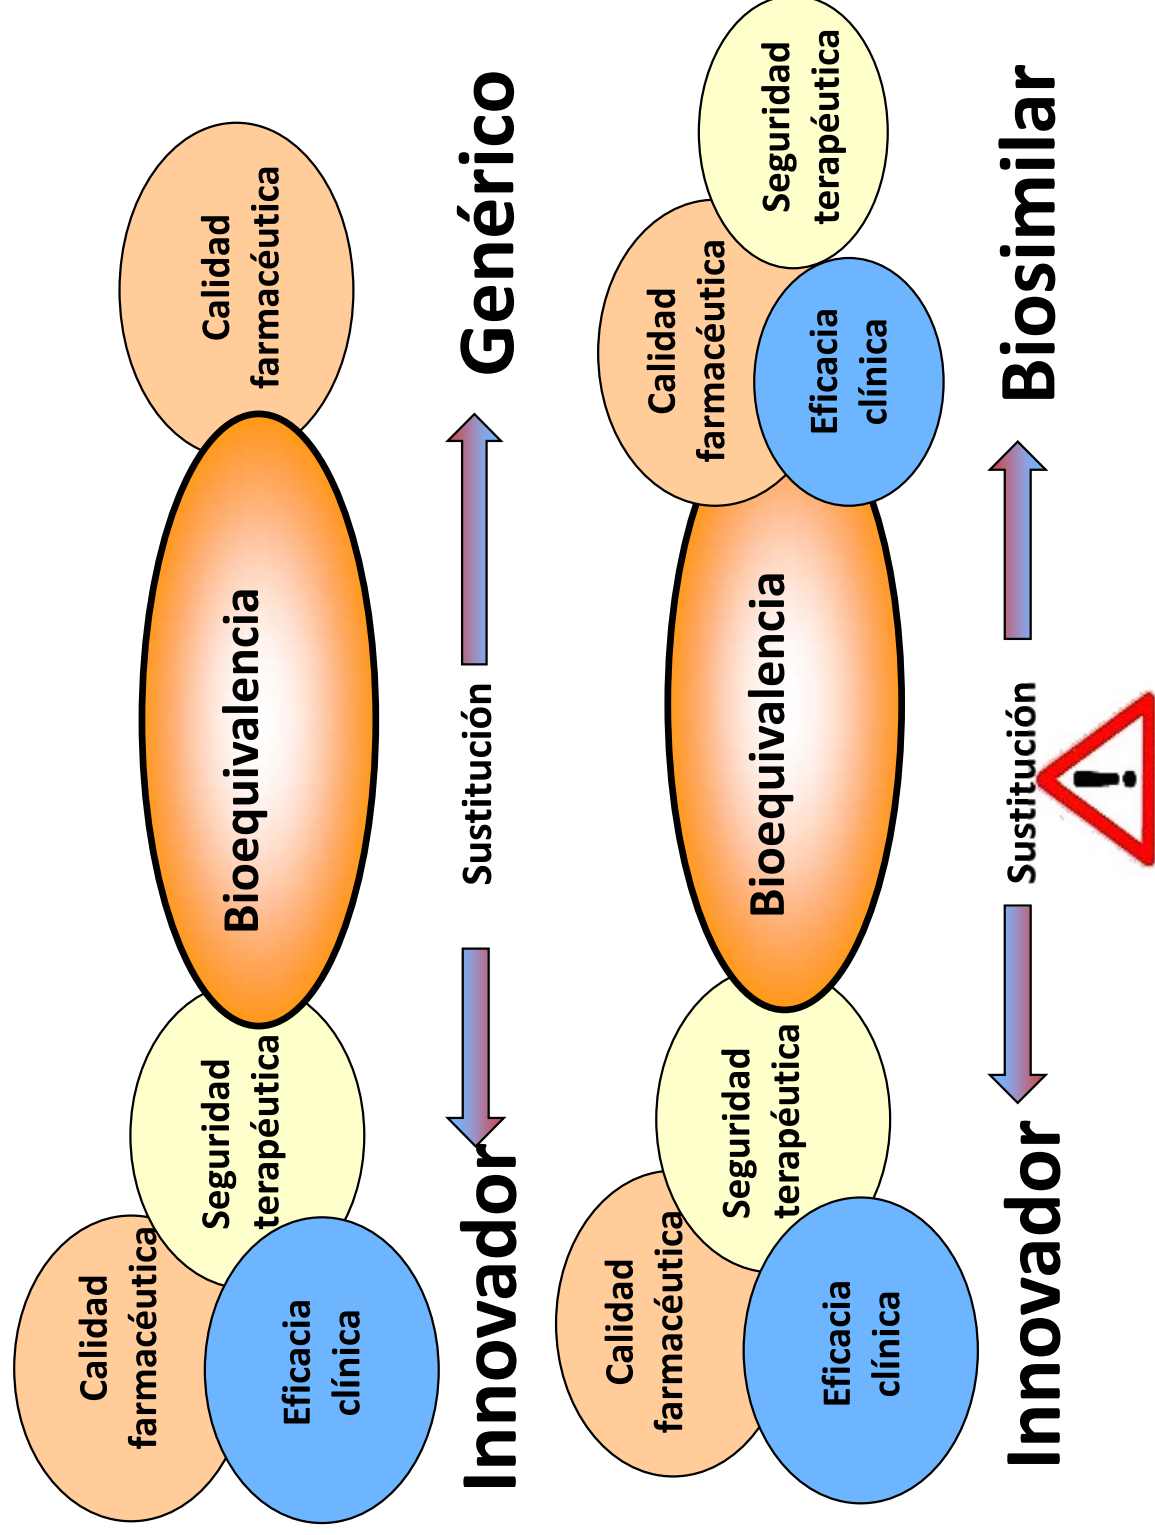 Calidad
farmacéutica
Eficacia
clínica
Seguridad
terapéutica
Bioequivalencia
Calidad
farmacéutica
Innovador
Sustitución
Genérico
Calidad
farmacéutica
Eficacia
clínica
Seguridad
terapéutica
Bioequivalencia
Calidad
farmacéutica
Eficacia
clínica
Seguridad
terapéutica
Innovador
Sustitución
Biosimilar
!